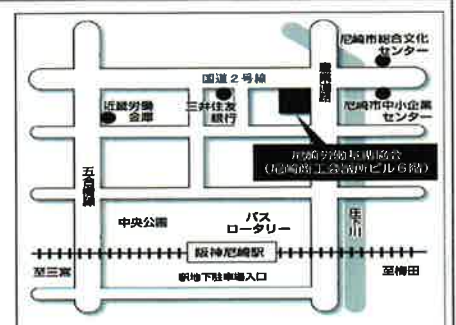 尼崎市総合文化
センター
国道2号線
産業道路
近畿労働
金庫
三井住友
銀行
尼崎市中小企業
センター
尼崎労働基準協会
(尼崎商工会議所ビル6階)
五合橋線
中央公園
バス
ロータリー
庄下川
阪神尼崎駅
至三宮
駅地下駐車場入口
至梅田